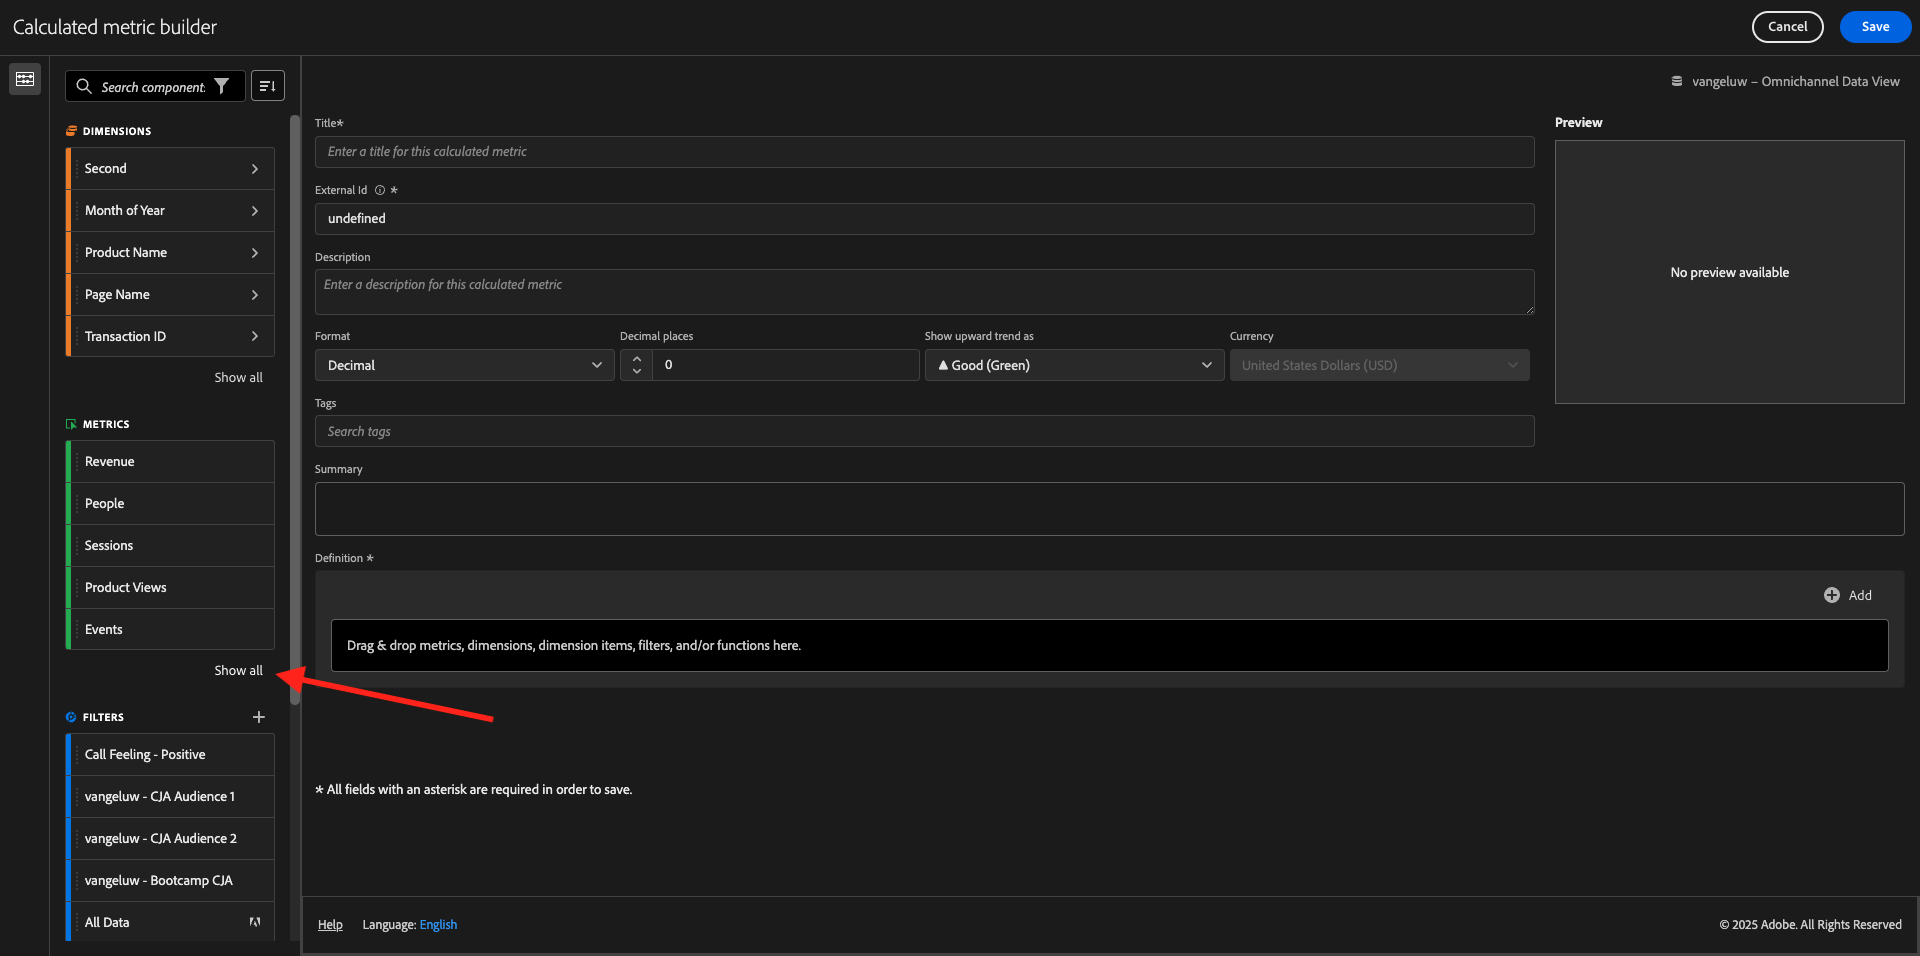 Calculated metric builder
Cancel
Save
Search component:
vangeluw – Omnichannel Data View
DIMENSIONS
Second
Month of Year
Product Name
Page Name
Transaction ID
Show all
METRICS
Revenue
People
Sessions
Product Views
Events
Show all
FILTERS
Call Feeling - Positive
vangeluw - CJA Audience 1
vangeluw - CJA Audience 2
vangeluw - Bootcamp CJA
All Data
Title*
Enter a title for this calculated metric
External Id *
undefined
Description
Enter a description for this calculated metric
Format
Decimal places
Show upward trend as
Currency
Decimal
0
Good (Green)
United States Dollars (USD)
Tags
Search tags
Summary
Definition *
Add
Drag & drop metrics, dimensions, dimension items, filters, and/or functions here.
* All fields with an asterisk are required in order to save.
Preview
No preview available
Help
Language: English
© 2025 Adobe. All Rights Reserved